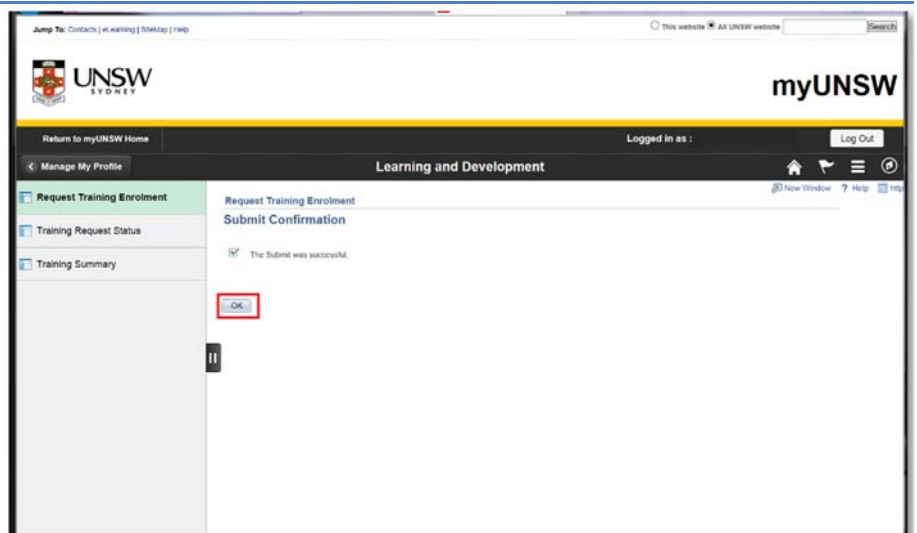 Jump To: Contacts | eLearning | SiteMap | Help
This website All UNSW website Search
UNSW
SYDNEY
myUNSW
Return to myUNSW Home
Logged in as :
Log Out
Manage My Profile
Learning and Development
New Window ? Help http
Request Training Enrolment
Training Request Status
Training Summary
Request Training Enrolment
Submit Confirmation
The Submit was successful.
OK